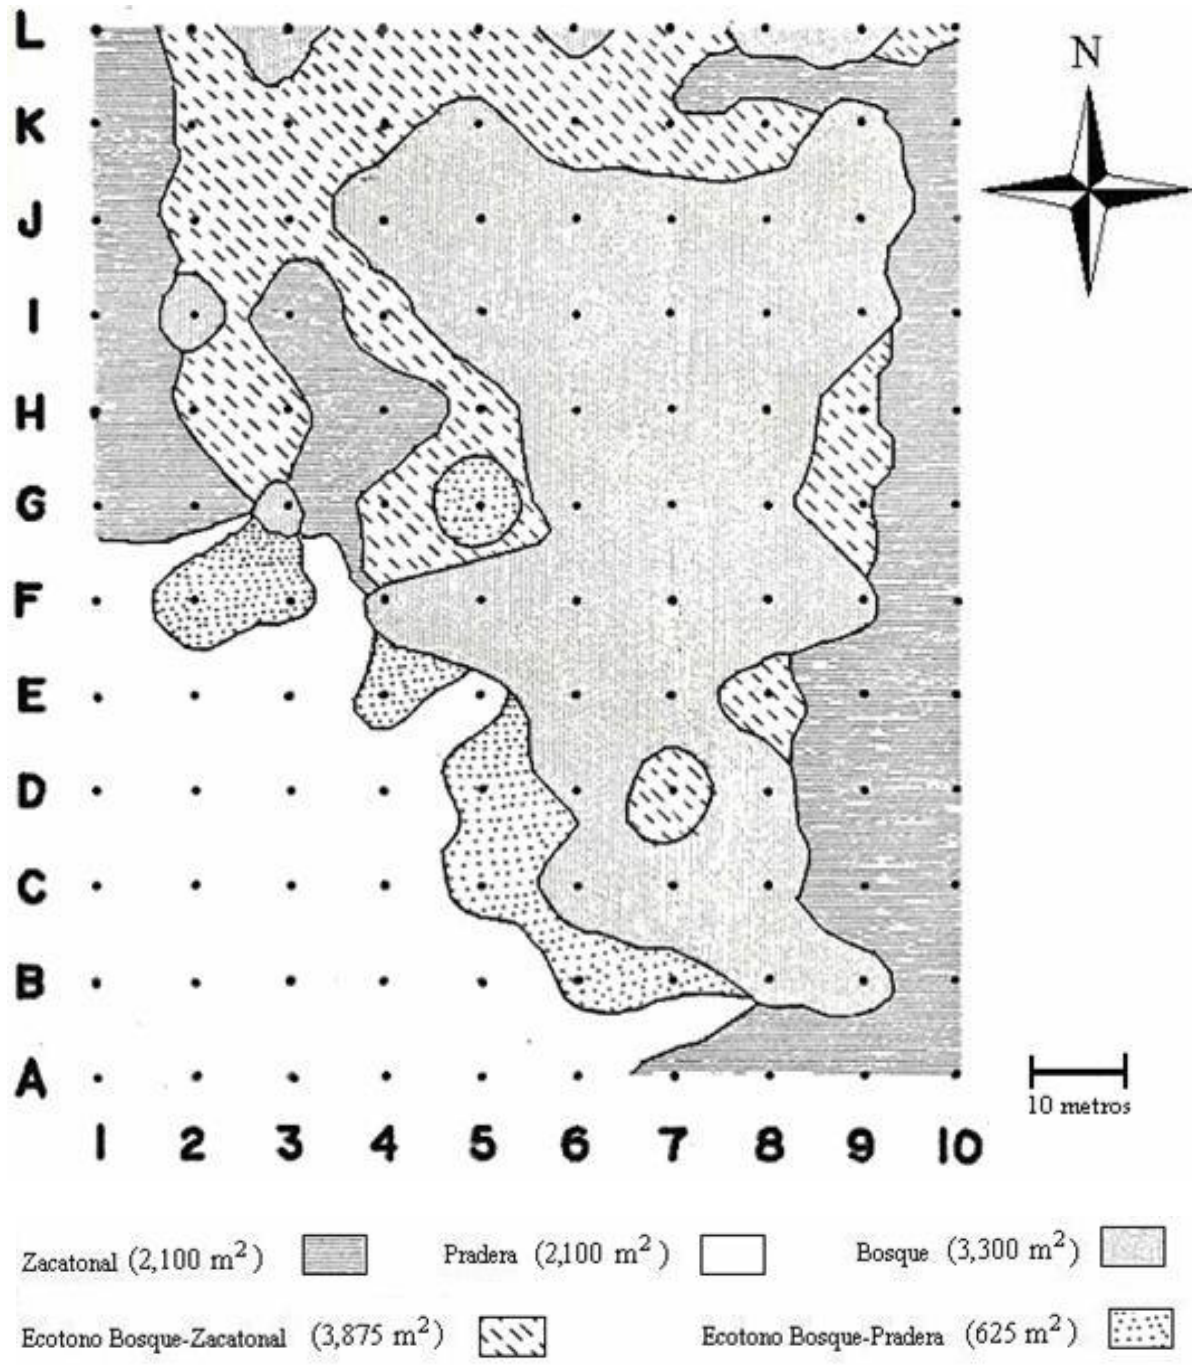 L
N
K
J
I
H
G
F
E
D
C
B
A
10 metros
1 2 3 4 5 6 7 8 9 10
Zacatonal (2,100 m²) Pradera (2,100 m²) Bosque (3,300 m²)
Ecotono Bosque-Zacatonal (3,875 m²) Ecotono Bosque-Pradera (625 m²)